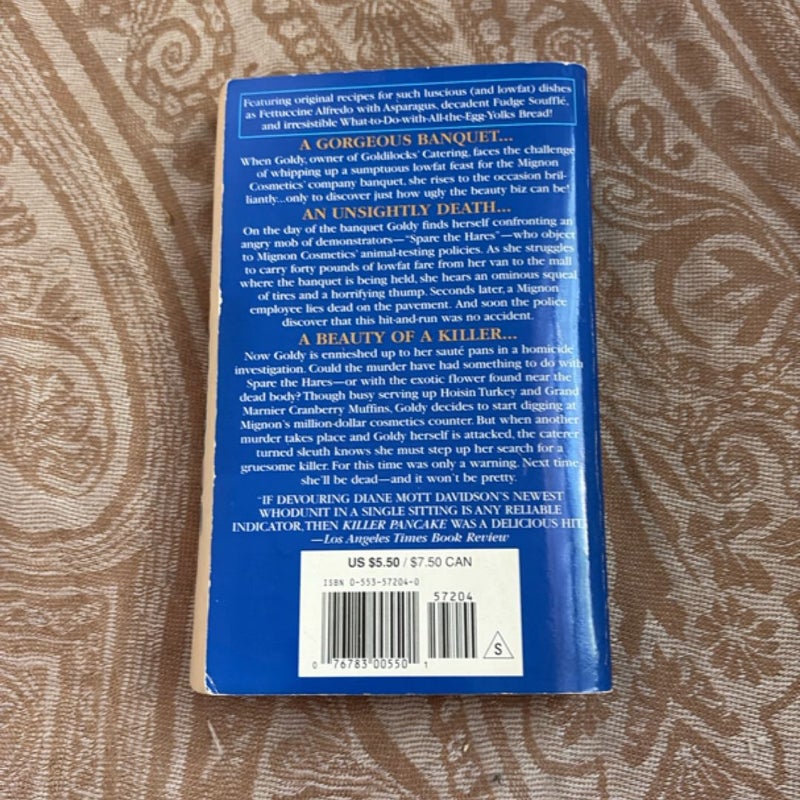 Featuring original recipes for such luscious (and lowfat) dishes
as Fettuccine Alfredo with Asparagus, decadent Fudge Soufflé,
and irresistible What-to-Do-with-All-the-Egg-Yolks Bread!
A GORGEOUS BANQUET...
When Goldy, owner of Goldilocks' Catering, faces the challenge
of whipping up a sumptuous lowfat feast for the Mignon
Cosmetics' company banquet, she rises to the occasion bril-
liantly...only to discover just how ugly the beauty biz can be!
AN UNSIGHTLY DEATH...
On the day of the banquet Goldy finds herself confronting an
angry mob of demonstrators—"Spare the Hares"—who object
to Mignon Cosmetics' animal-testing policies. As she struggles
to carry forty pounds of lowfat fare from her van to the mall
where the banquet is being held, she hears an ominous squeal
of tires and a horrifying thump. Seconds later, a Mignon
employee lies dead on the pavement. And soon the police
discover that this hit-and-run was no accident.
A BEAUTY OF A KILLER...
Now Goldy is enmeshed up to her sauté pans in a homicide
investigation. Could the murder have had something to do with
Spare the Hares—or with the exotic flower found near the
dead body? Though busy serving up Hoisin Turkey and Grand
Marnier Cranberry Muffins, Goldy decides to start digging at
Mignon's million-dollar cosmetics counter. But when another
murder takes place and Goldy herself is attacked, the caterer
turned sleuth knows she must step up her search for a
gruesome killer. For this time was only a warning. Next time
she'll be dead—and it won't be pretty.
"IF DEVOURING DIANE MOTT DAVIDSON'S NEWEST
WHODUNIT IN A SINGLE SITTING IS ANY RELIABLE
INDICATOR, THEN KILLER PANCAKE WAS A DELICIOUS HIT.
—Los Angeles Times Book Review
US $5.50 / $7.50 CAN
ISBN 0-553-57204-0
57204
0 76783 00550 1
S